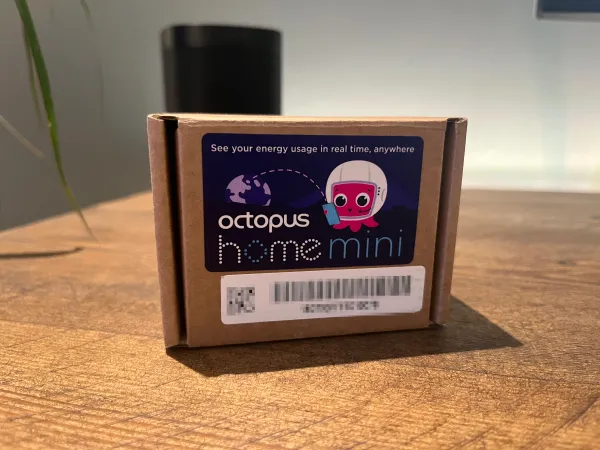 See your energy usage in real time, anywhere
octopus
home mini